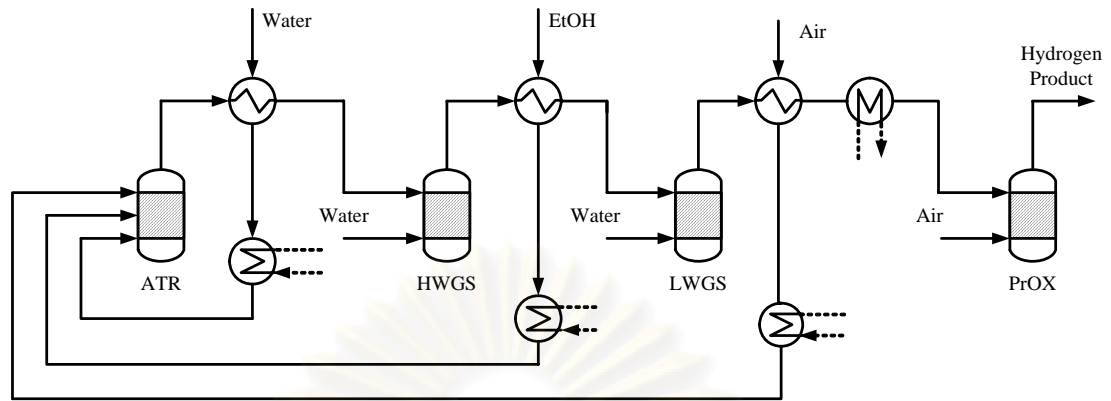 Water
EtOH
Air
Hydrogen
Product
Water
Water
Air
ATR
HWGS
LWGS
PrOX